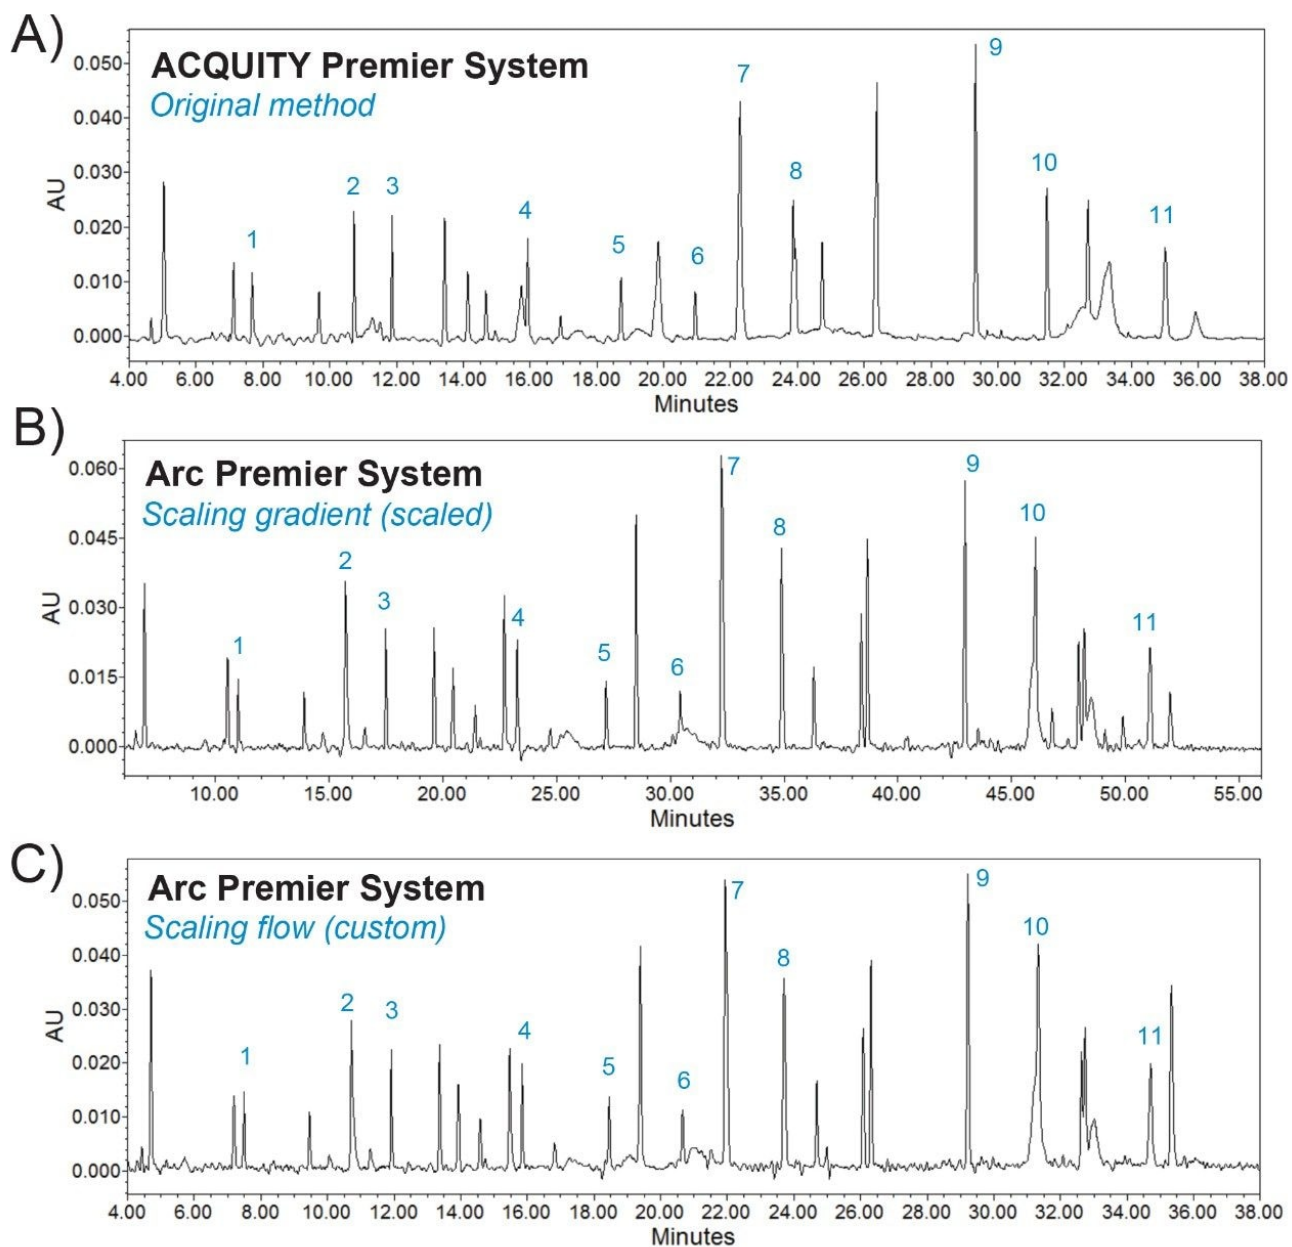 A)
ACQUITY Premier System
Original method
AU
0.050
0.040
0.030
0.020
0.010
0.000
1
2
3
4
5
6
7
8
9
10
11
4.00 6.00 8.00 10.00 12.00 14.00 16.00 18.00 20.00 22.00 24.00 26.00 28.00 30.00 32.00 34.00 36.00 38.00
Minutes
B)
Arc Premier System
Scaling gradient (scaled)
AU
0.060
0.045
0.030
0.015
0.000
1
2
3
4
5
6
7
8
9
10
11
10.00 15.00 20.00 25.00 30.00 35.00 40.00 45.00 50.00 55.00
Minutes
C)
Arc Premier System
Scaling flow (custom)
AU
0.050
0.040
0.030
0.020
0.010
0.000
1
2
3
4
5
6
7
8
9
10
11
4.00 6.00 8.00 10.00 12.00 14.00 16.00 18.00 20.00 22.00 24.00 26.00 28.00 30.00 32.00 34.00 36.00 38.00
Minutes